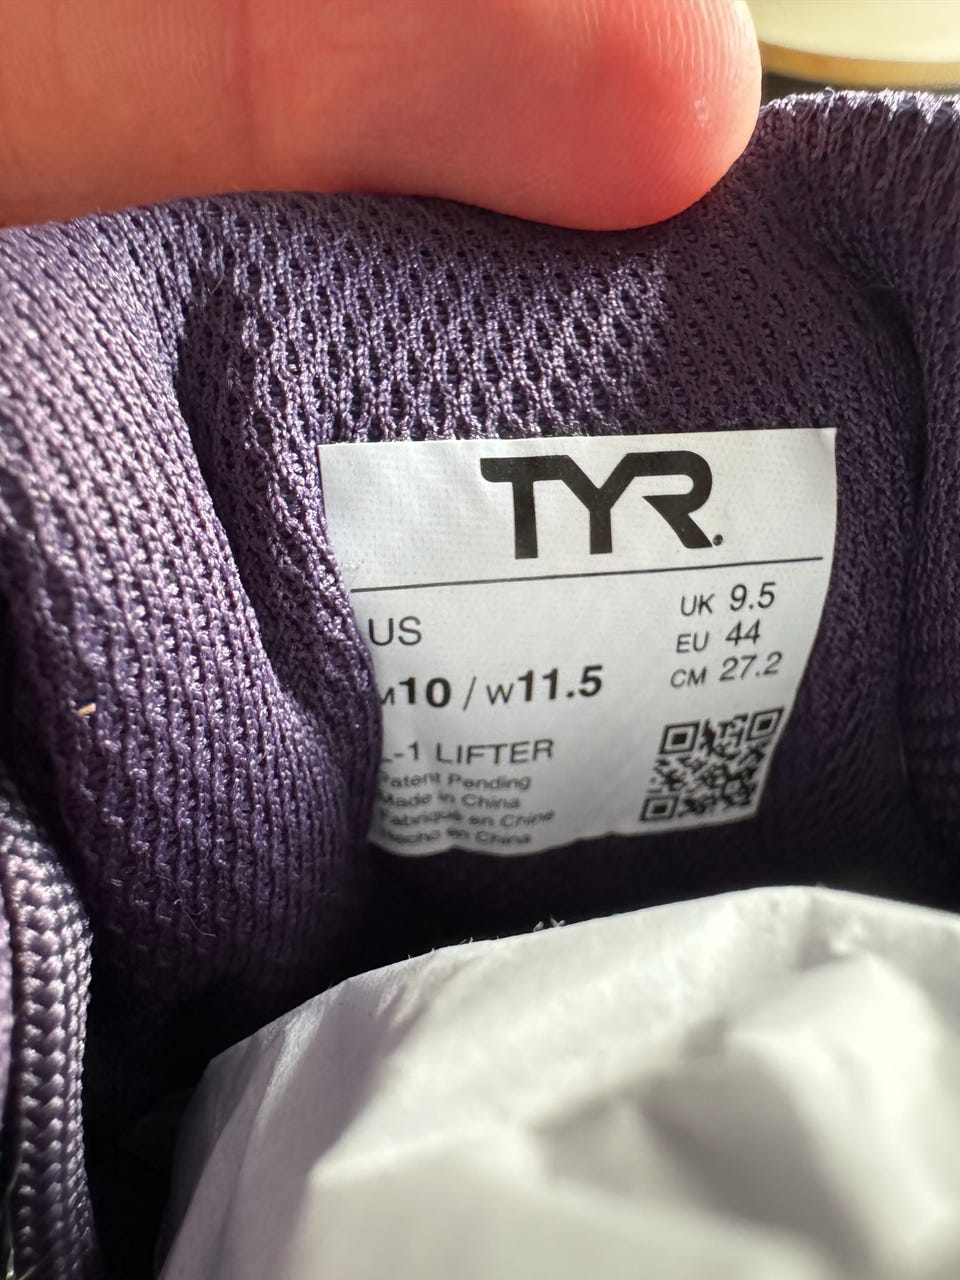 TYR
US
M10 / W11.5
UK 9.5
EU 44
CM 27.2
L-1 LIFTER
Patent Pending
Made in China
Fabriqué en Chine
Hecho en China